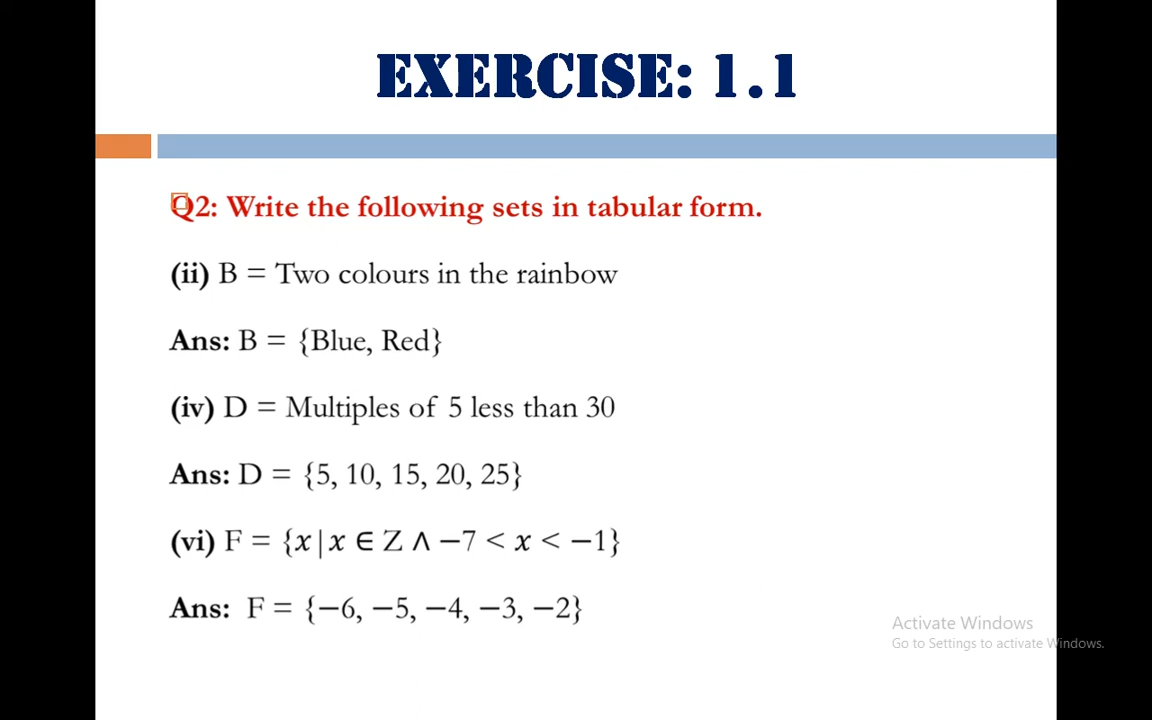 EXERCISE: 1.1
Q2: Write the following sets in tabular form.
(ii) B = Two colours in the rainbow
Ans: B = {Blue, Red}
(iv) D = Multiples of 5 less than 30
Ans: D = {5, 10, 15, 20, 25}
(vi) F = {𝑥|𝑥 ∈ Z ∧ −7 < 𝑥 < −1}
Ans: F = {−6, −5, −4, −3, −2}
Activate Windows
Go to Settings to activate Windows.